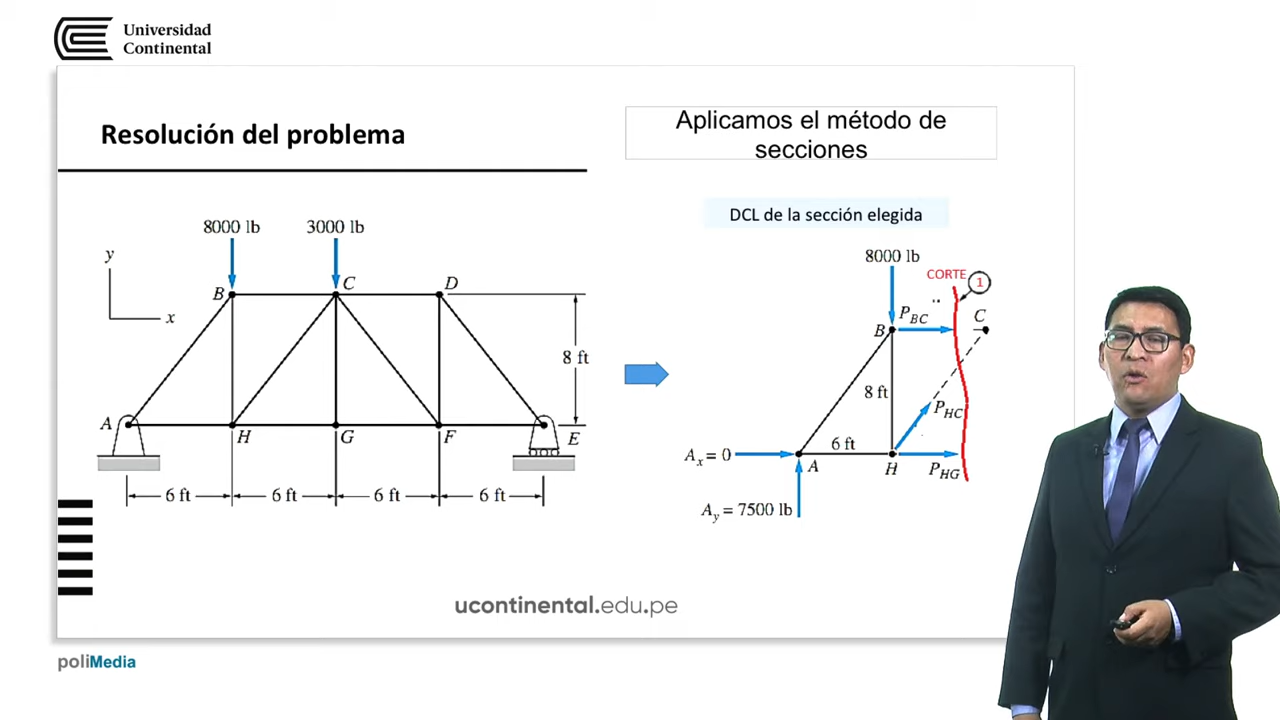 Universidad
Continental
Resolución del problema
Aplicamos el método de
secciones
8000 lb
3000 lb
y
x
B
C
D
8 ft
A
H
G
F
E
6 ft
6 ft
6 ft
6 ft
DCL de la sección elegida
8000 lb
CORTE 1
P_BC
C
B
8 ft
P_HC
6 ft
A_x = 0
A
H
P_HG
A_y = 7500 lb
ucontinental.edu.pe
poliMedia